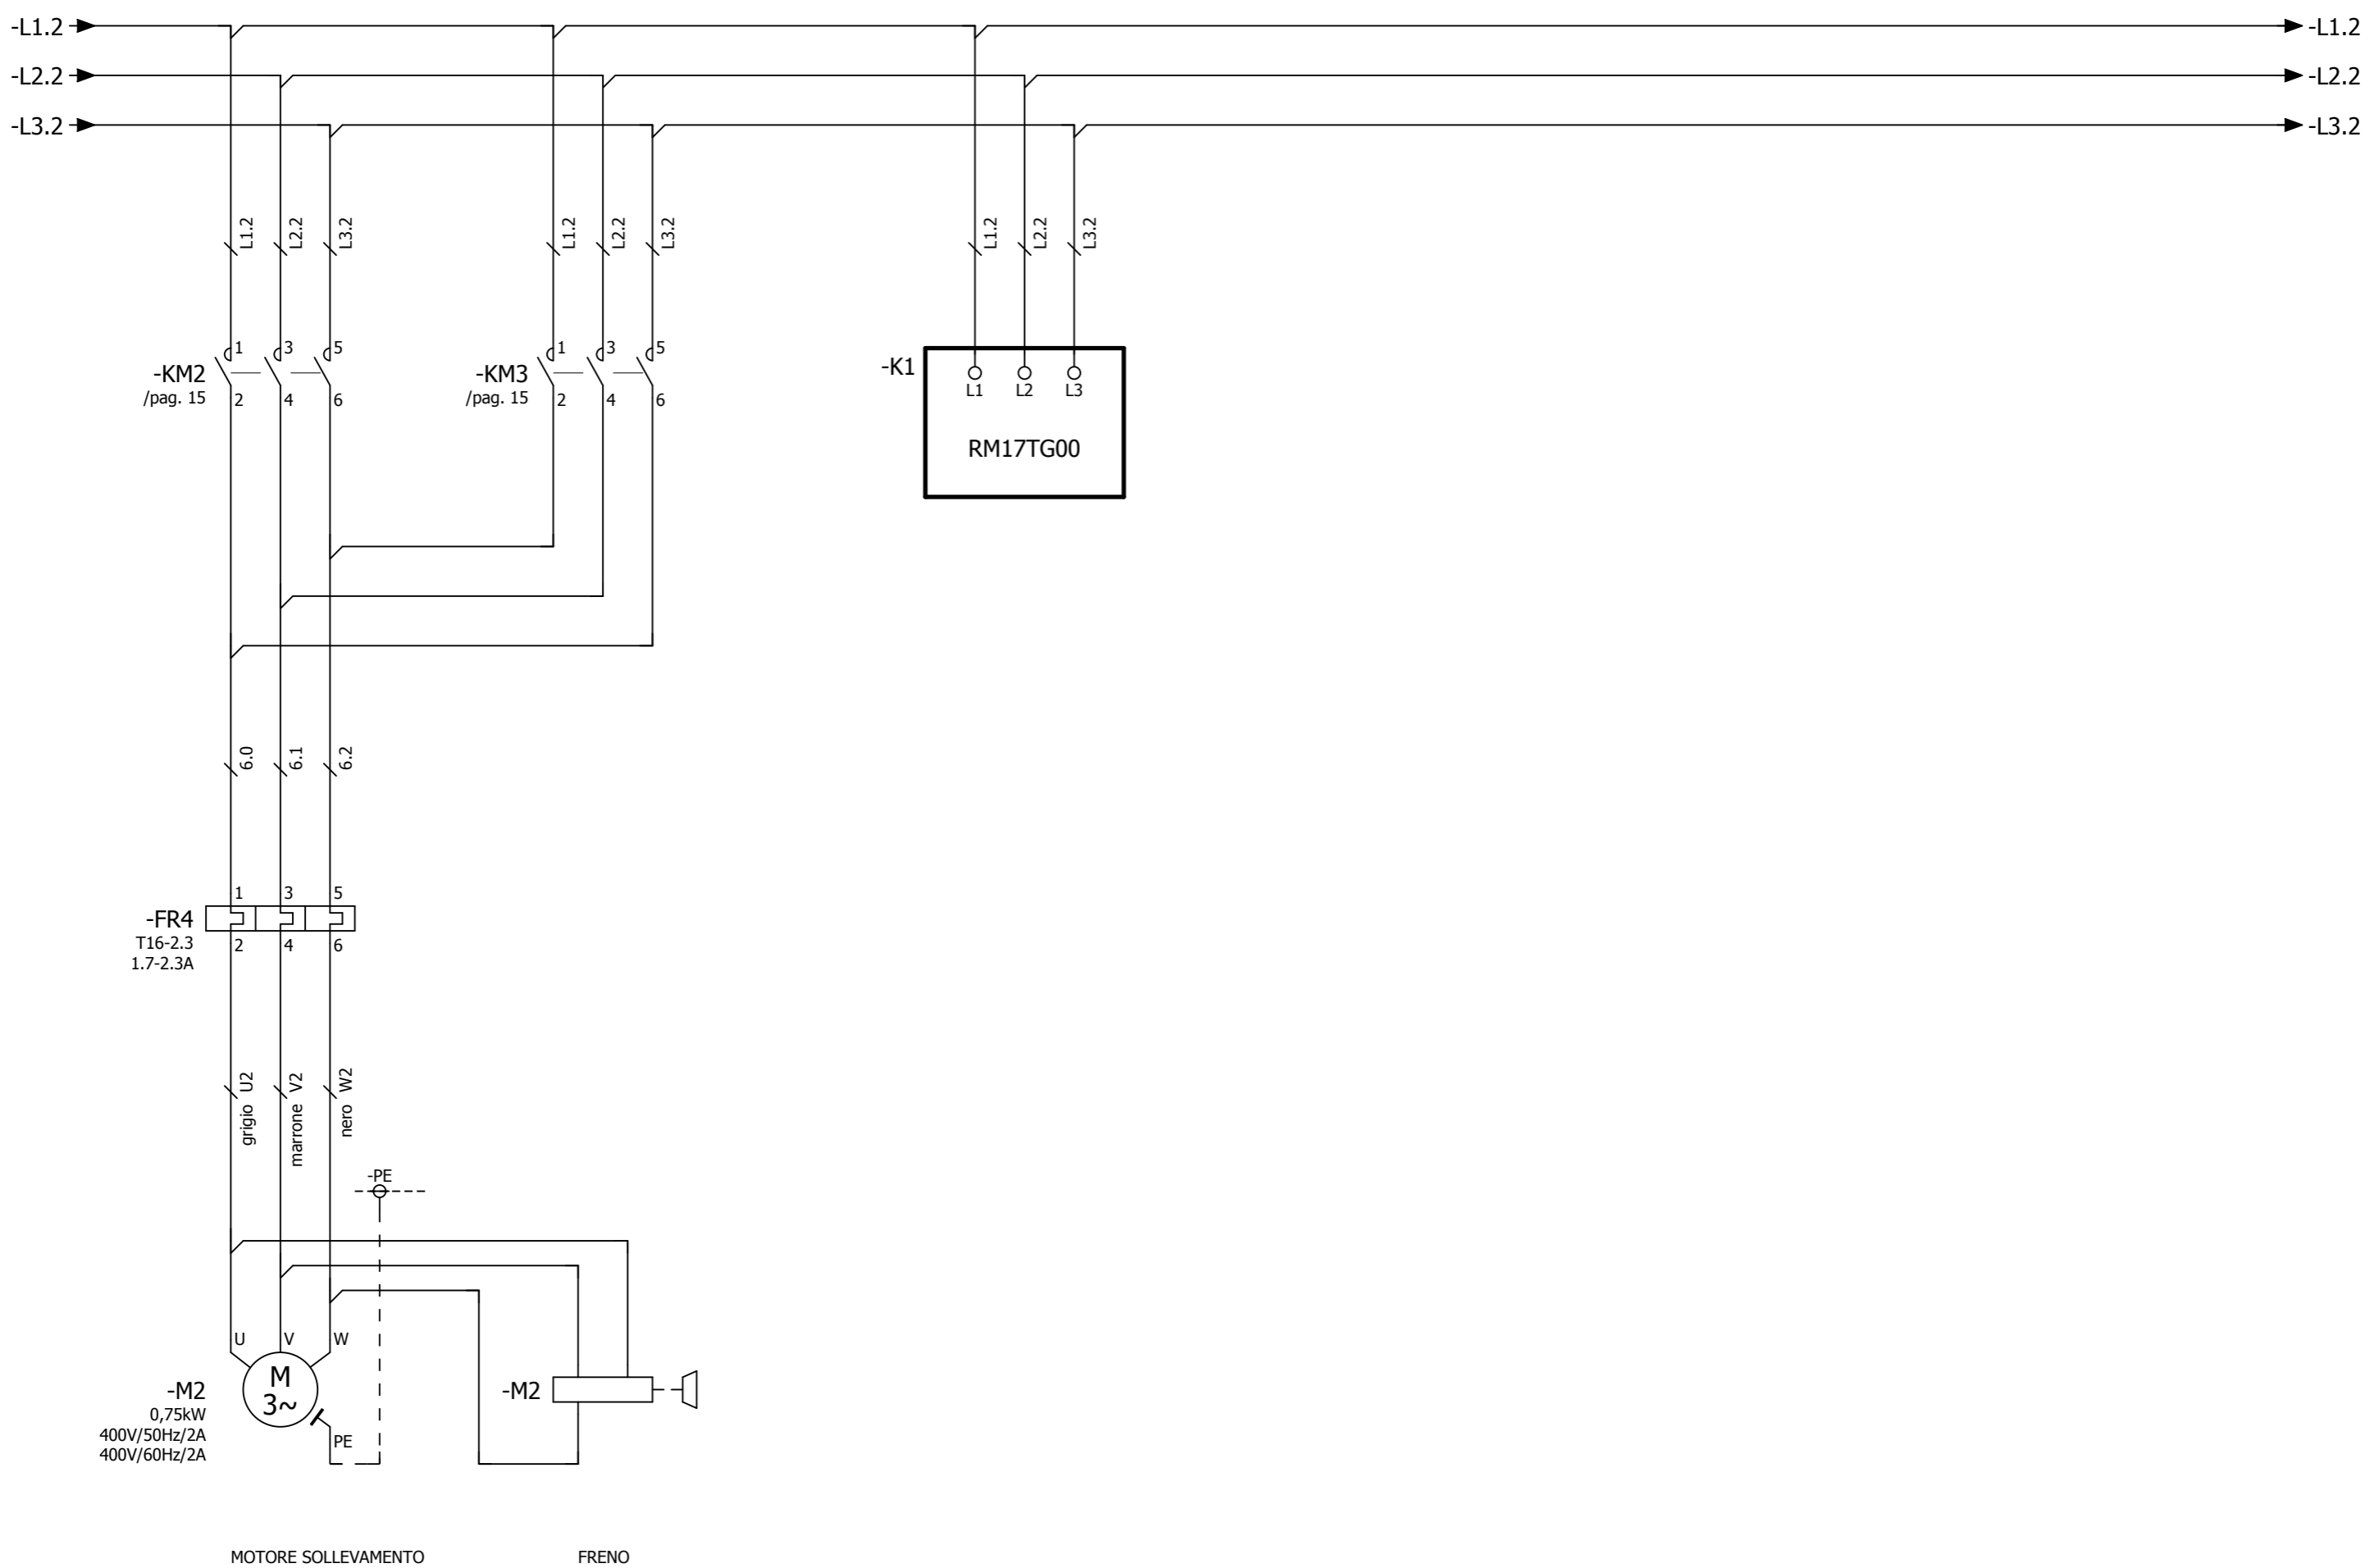 -L1.2 -L1.2
-L2.2 -L2.2
-L3.2 -L3.2
L1.2 L2.2 L3.2 L1.2 L2.2 L3.2 L1.2 L2.2 L3.2
1 3 5 1 3 5
-KM2 -KM3 -K1
/pag. 15 /pag. 15
2 4 6 2 4 6
L1 L2 L3
RM17TG00
6.0 6.1 6.2
1 3 5
-FR4
T16-2.3
1.7-2.3A
2 4 6
grigio U2
marrone V2
nero W2
-PE
U V W
M
3~
-M2
0,75kW
400V/50Hz/2A
400V/60Hz/2A
PE
-M2
MOTORE SOLLEVAMENTO FRENO